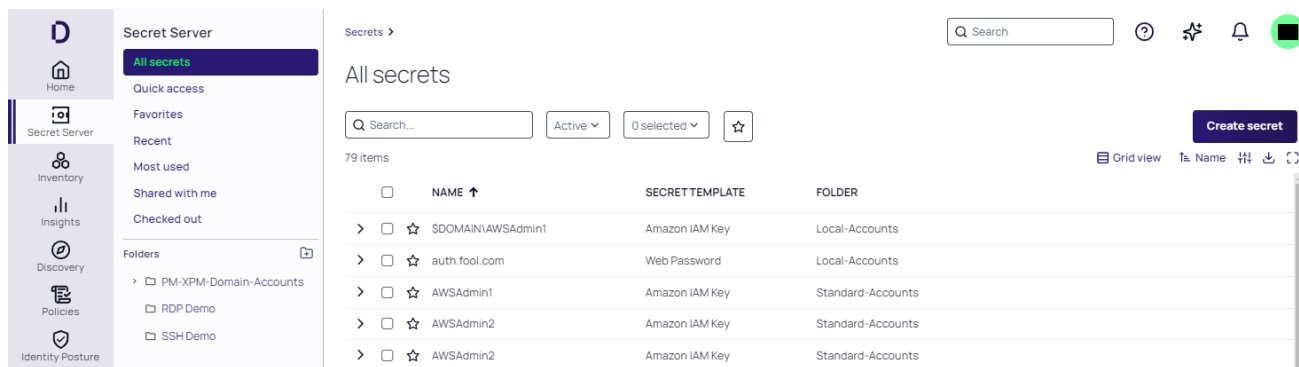 Home
Secret Server
Inventory
Insights
Discovery
Policies
Identity Posture
Secret Server
All secrets
Quick access
Favorites
Recent
Most used
Shared with me
Checked out
Folders
PM-XPM-Domain-Accounts
RDP Demo
SSH Demo
Secrets >
Search
All secrets
Search...
Active
0 selected
Create secret
79 items
Grid view
Name
NAME SECRET TEMPLATE FOLDER
$DOMAIN\AWSAdmin1 Amazon IAM Key Local-Accounts
auth.fool.com Web Password Local-Accounts
AWSAdmin1 Amazon IAM Key Standard-Accounts
AWSAdmin2 Amazon IAM Key Standard-Accounts
AWSAdmin2 Amazon IAM Key Standard-Accounts